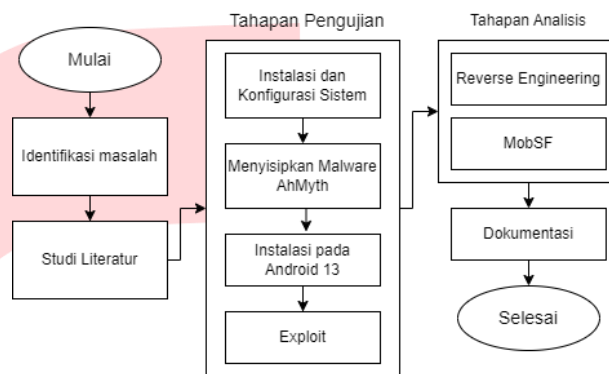 Mulai
Identifikasi masalah
Studi Literatur
Tahapan Pengujian
Instalasi dan
Konfigurasi Sistem
Menyisipkan Malware
AhMyth
Instalasi pada
Android 13
Exploit
Tahapan Analisis
Reverse Engineering
MobSF
Dokumentasi
Selesai